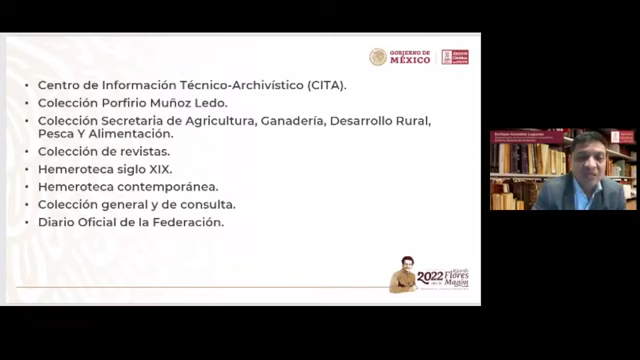 GOBIERNO DE
MÉXICO
• Centro de Información Técnico-Archivístico (CITA).
• Colección Porfirio Muñoz Ledo.
• Colección Secretaria de Agricultura, Ganadería, Desarrollo Rural,
Pesca Y Alimentación.
• Colección de revistas.
• Hemeroteca siglo XIX.
• Hemeroteca contemporánea.
• Colección general y de consulta.
• Diario Oficial de la Federación.
2022
Ricardo
Flores
Magón